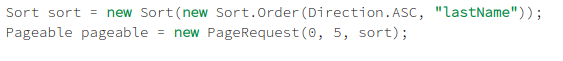 Sort sort = new Sort(new Sort.Order(Direction.ASC, "lastName"));
Pageable pageable = new PageRequest(0, 5, sort);